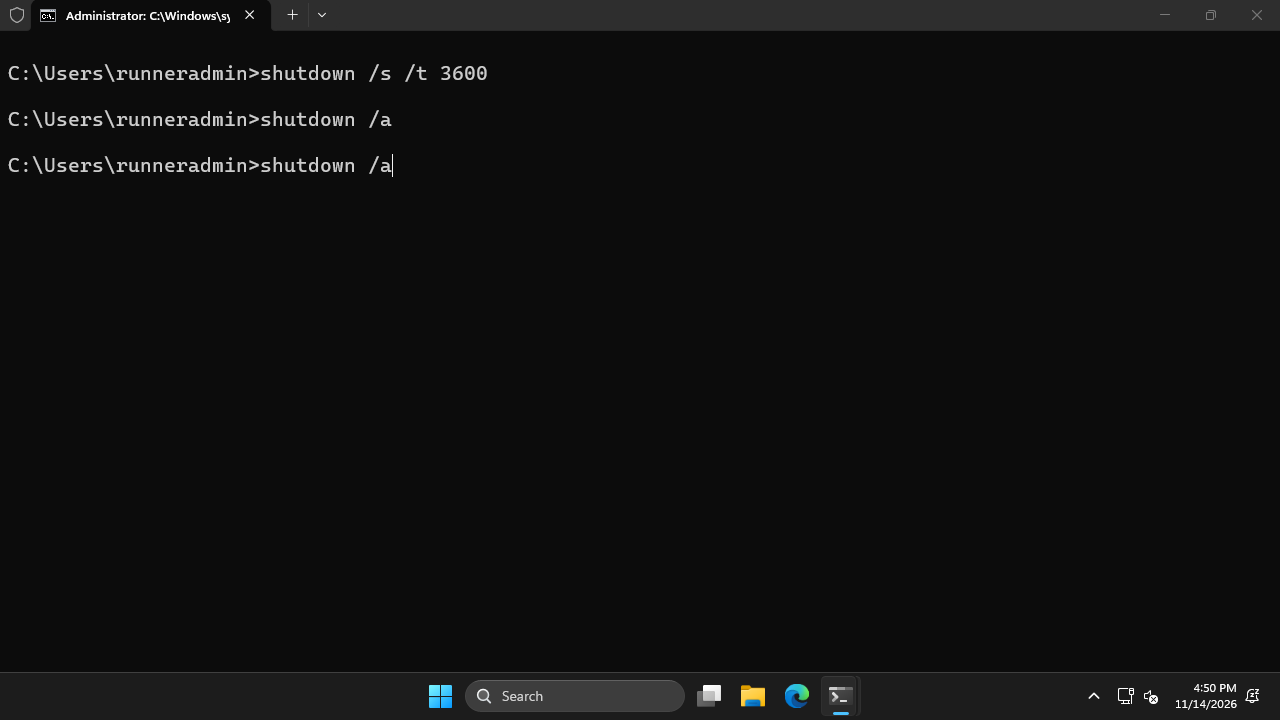 Administrator: C:\Windows\sy
C:\Users\runneradmin>shutdown /s /t 3600
C:\Users\runneradmin>shutdown /a
C:\Users\runneradmin>shutdown /a
Search
4:50 PM
11/14/2026